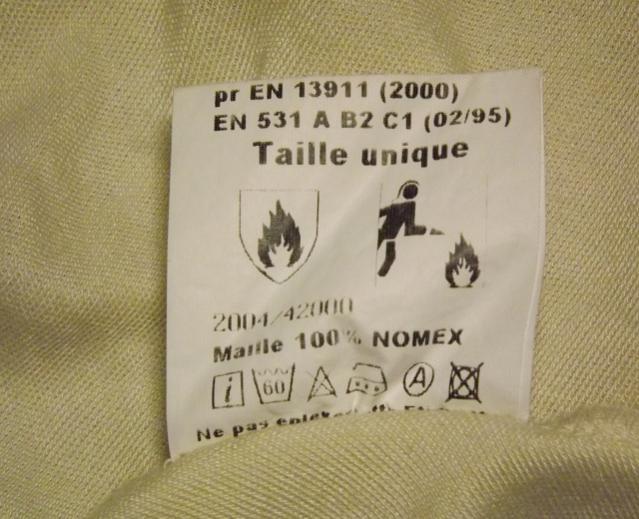 pr EN 13911 (2000)
EN 531 A B2 C1 (02/95)
Taille unique
2004/42000
Maille 100% NOMEX
i 60 A
Ne pas